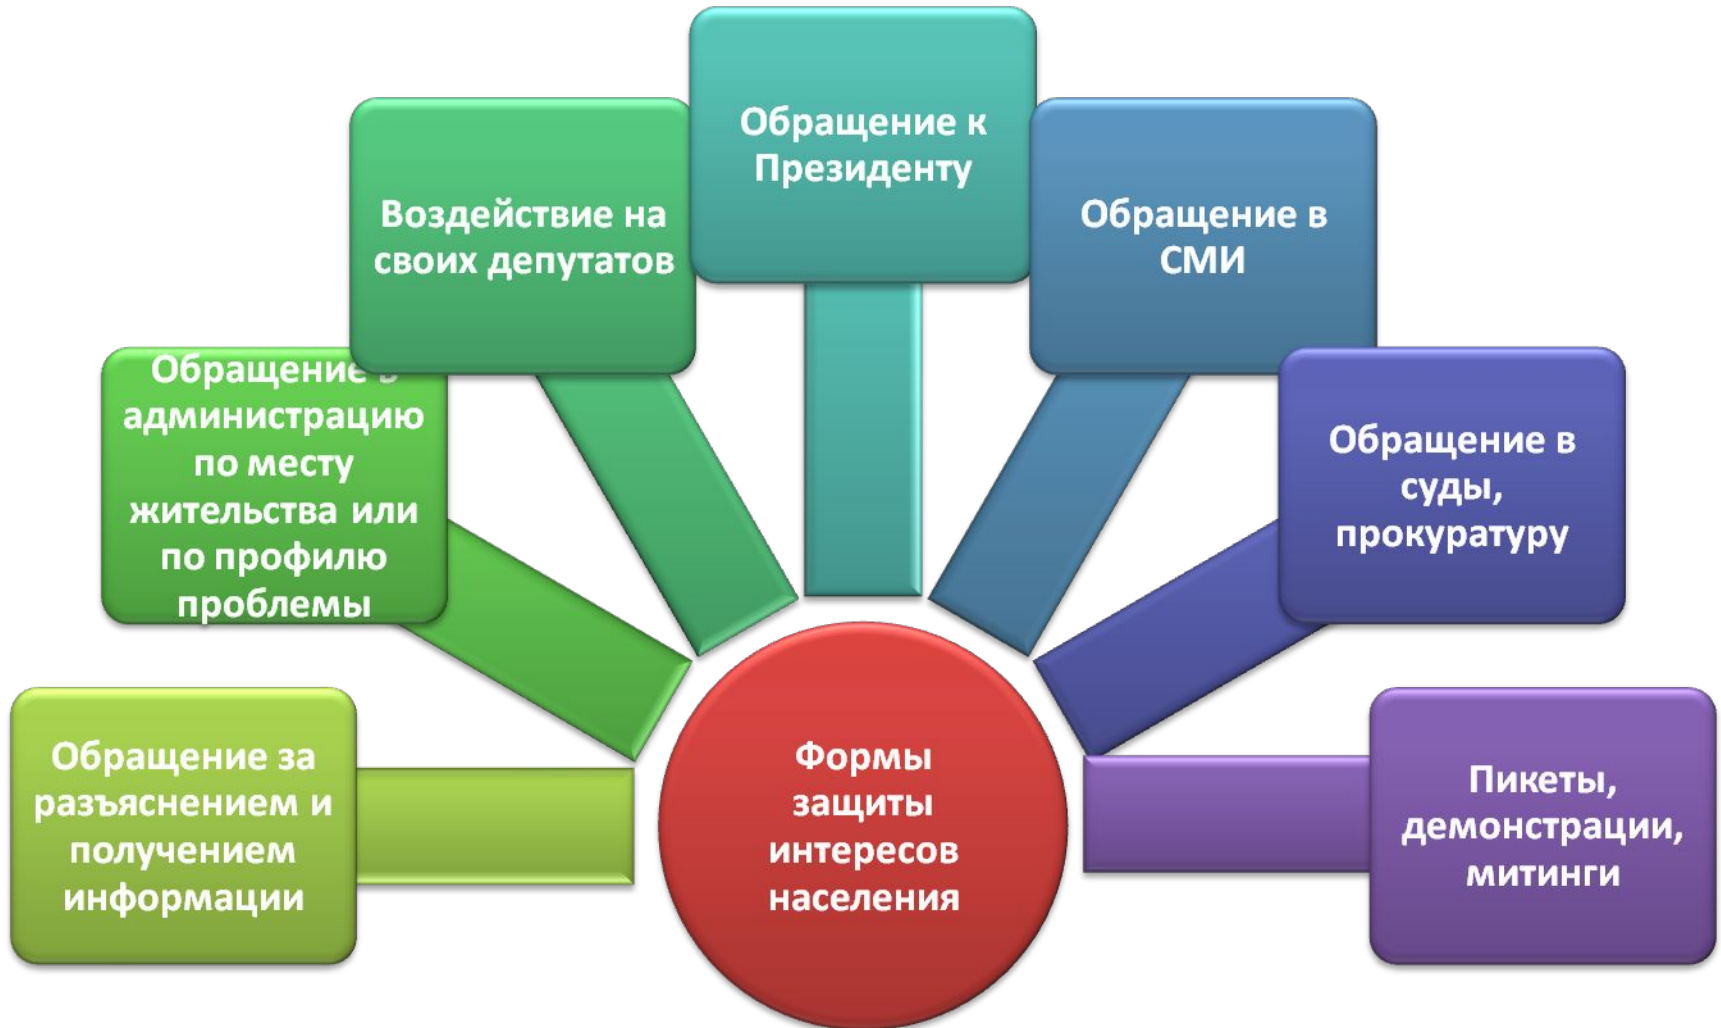 Обращение к
Президенту
Воздействие на
своих депутатов
Обращение в
СМИ
Обращение в
администрацию
по месту
жительства или
по профилю
проблемы
Обращение в
суды,
прокуратуру
Обращение за
разъяснением и
получением
информации
Формы
защиты
интересов
населения
Пикеты,
демонстрации,
митинги